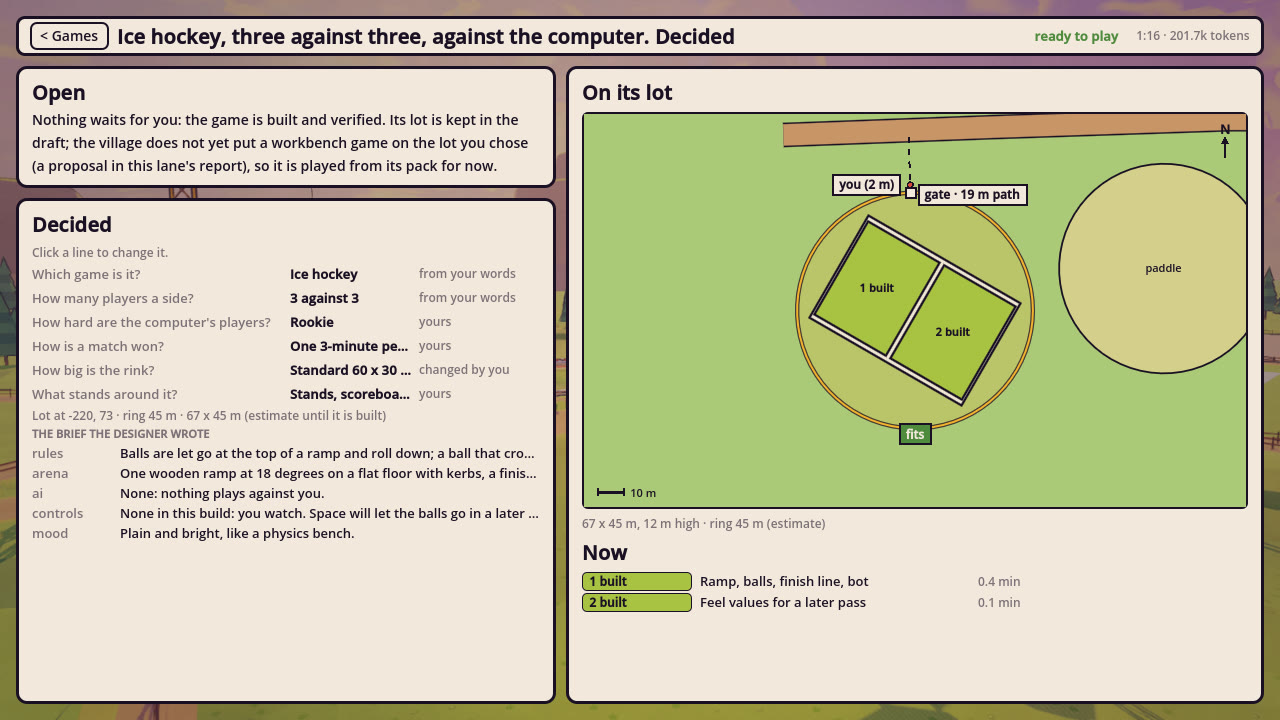 < Games
Ice hockey, three against three, against the computer. Decided
ready to play
1:16 · 201.7k tokens
Open
Nothing waits for you: the game is built and verified. Its lot is kept in the
draft; the village does not yet put a workbench game on the lot you chose
(a proposal in this lane's report), so it is played from its pack for now.
Decided
Click a line to change it.
Which game is it? Ice hockey from your words
How many players a side? 3 against 3 from your words
How hard are the computer's players? Rookie yours
How is a match won? One 3-minute pe... yours
How big is the rink? Standard 60 x 30 ... changed by you
What stands around it? Stands, scoreboa... yours
Lot at -220, 73 · ring 45 m · 67 x 45 m (estimate until it is built)
THE BRIEF THE DESIGNER WROTE
rules Balls are let go at the top of a ramp and roll down; a ball that cro...
arena One wooden ramp at 18 degrees on a flat floor with kerbs, a finis...
ai None: nothing plays against you.
controls None in this build: you watch. Space will let the balls go in a later ...
mood Plain and bright, like a physics bench.
On its lot
N
you (2 m)
gate · 19 m path
paddle
1 built
2 built
fits
10 m
67 x 45 m, 12 m high · ring 45 m (estimate)
Now
1 built Ramp, balls, finish line, bot 0.4 min
2 built Feel values for a later pass 0.1 min